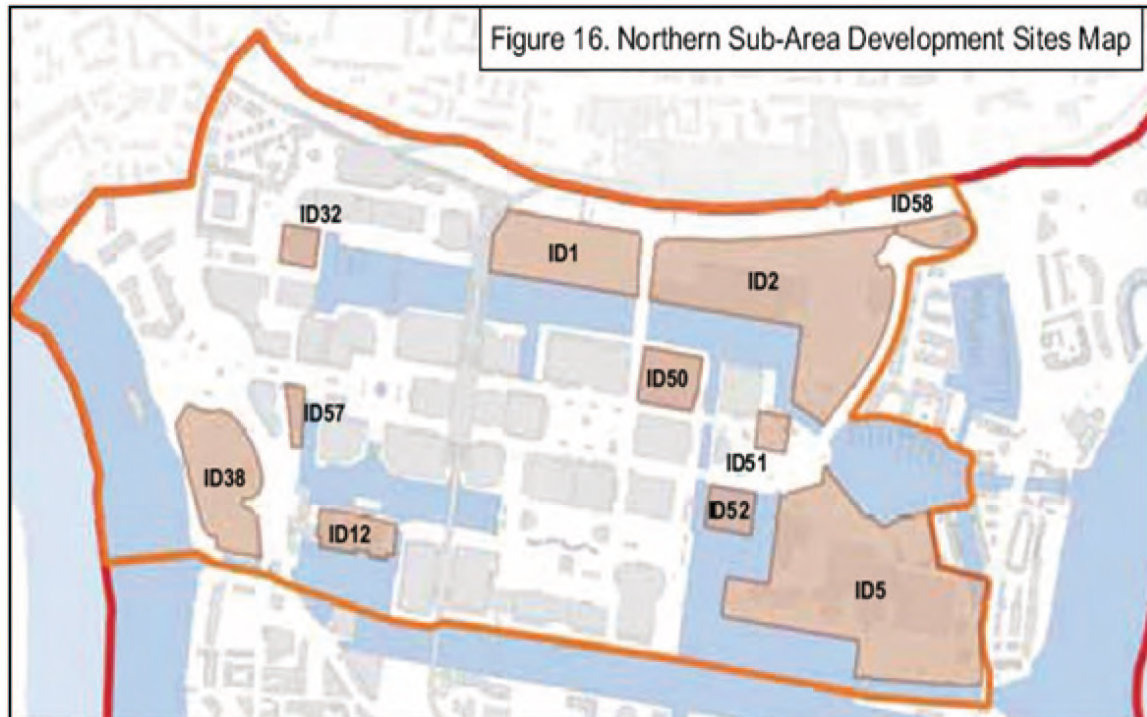 Figure 16. Northern Sub-Area Development Sites Map
ID58
ID32
ID1
ID2
ID50
ID57
ID51
ID38
ID52
ID12
ID5